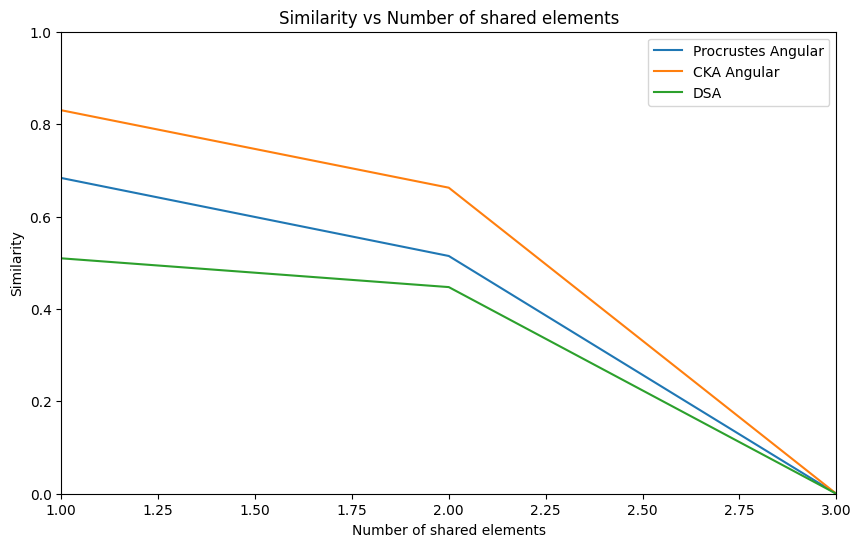 Similarity vs Number of shared elements
Procrustes Angular
CKA Angular
DSA
1.0
0.8
0.6
0.4
0.2
0.0
Similarity
1.00 1.25 1.50 1.75 2.00 2.25 2.50 2.75 3.00
Number of shared elements